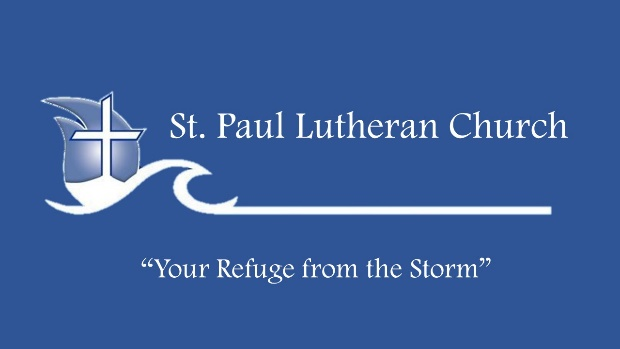 St. Paul Lutheran Church
“Your Refuge from the Storm”